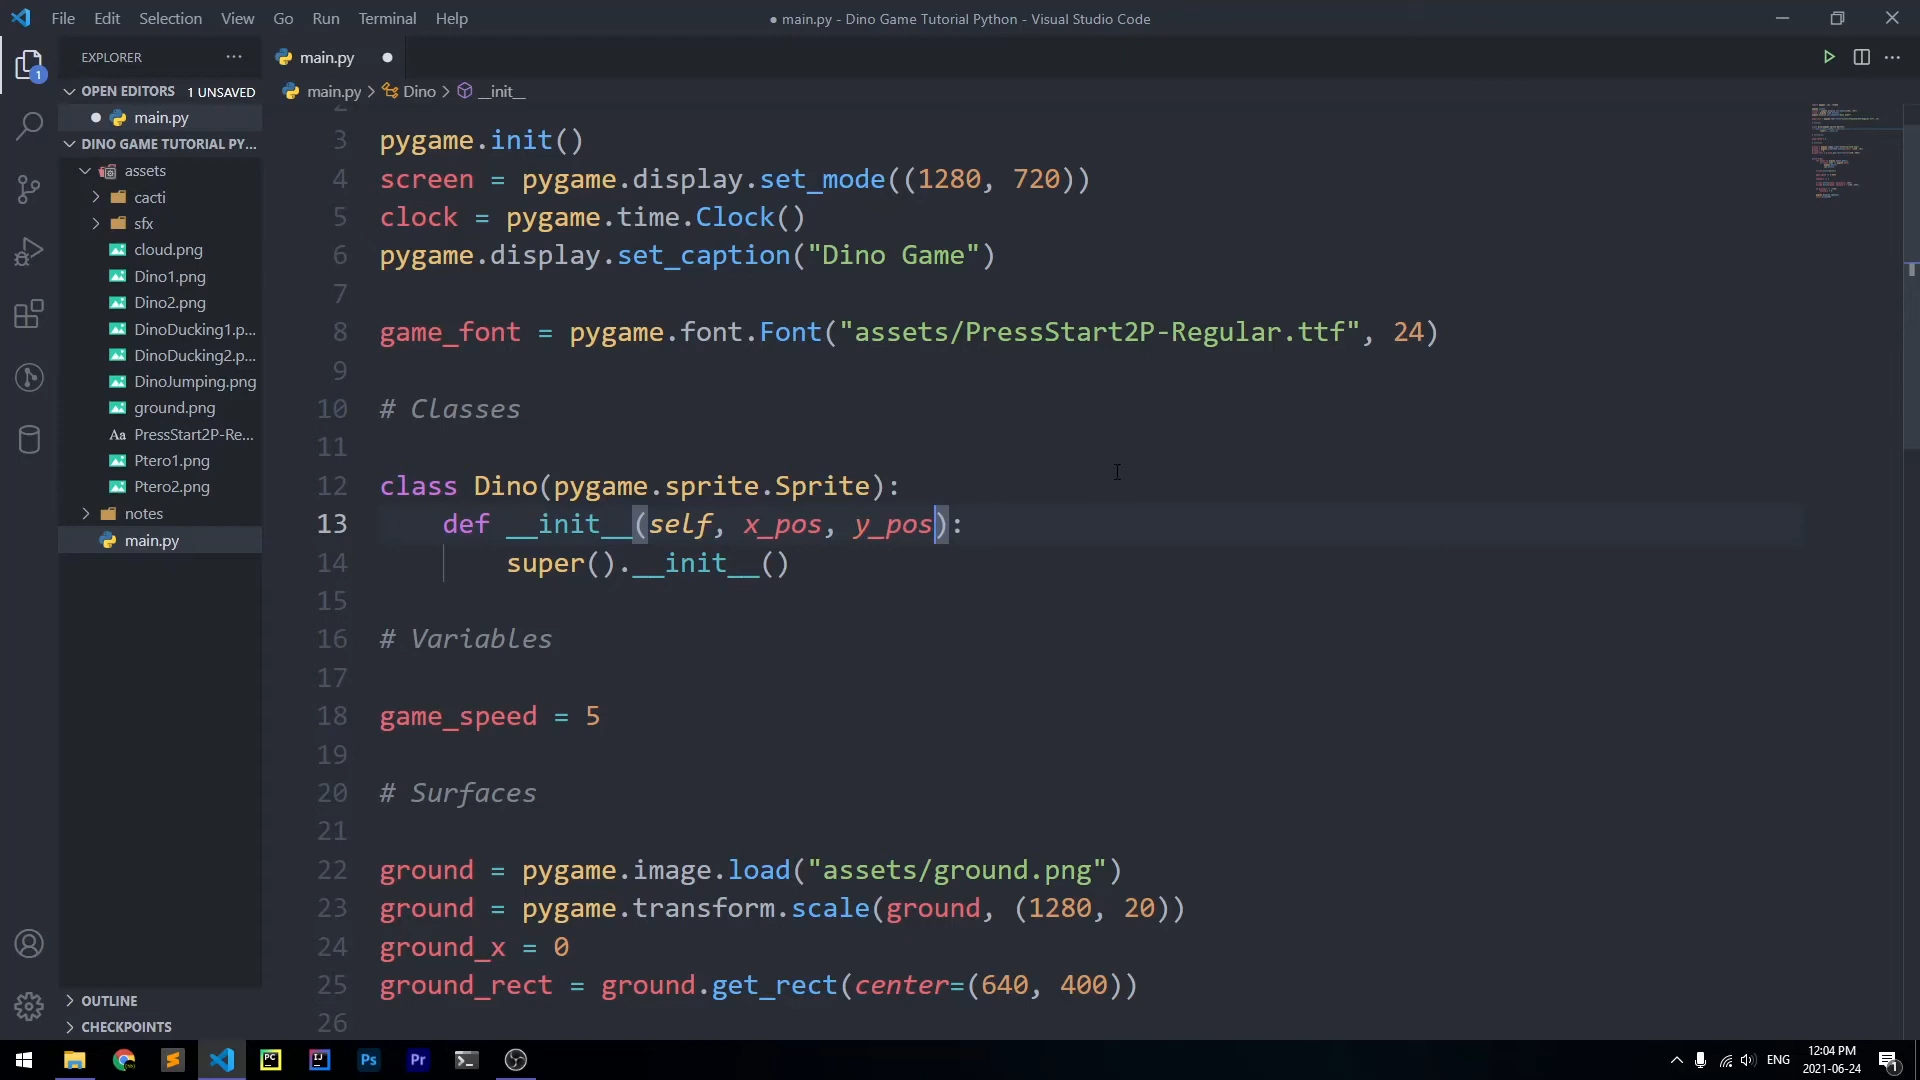 File Edit Selection View Go Run Terminal Help
● main.py - Dino Game Tutorial Python - Visual Studio Code
EXPLORER
main.py
1
OPEN EDITORS 1 UNSAVED
main.py > Dino > __init__
main.py
DINO GAME TUTORIAL PY...
assets
cacti
sfx
cloud.png
Dino1.png
Dino2.png
DinoDucking1.p...
DinoDucking2.p...
DinoJumping.png
ground.png
Aa PressStart2P-Re...
Ptero1.png
Ptero2.png
notes
main.py
OUTLINE
CHECKPOINTS
3 pygame.init()
4 screen = pygame.display.set_mode((1280, 720))
5 clock = pygame.time.Clock()
6 pygame.display.set_caption("Dino Game")
7
8 game_font = pygame.font.Font("assets/PressStart2P-Regular.ttf", 24)
9
10 # Classes
11
12 class Dino(pygame.sprite.Sprite):
13 def __init__(self, x_pos, y_pos):
14 super().__init__()
15
16 # Variables
17
18 game_speed = 5
19
20 # Surfaces
21
22 ground = pygame.image.load("assets/ground.png")
23 ground = pygame.transform.scale(ground, (1280, 20))
24 ground_x = 0
25 ground_rect = ground.get_rect(center=(640, 400))
26
PC IJ Ps Pr
ENG
12:04 PM
2021-06-24
1